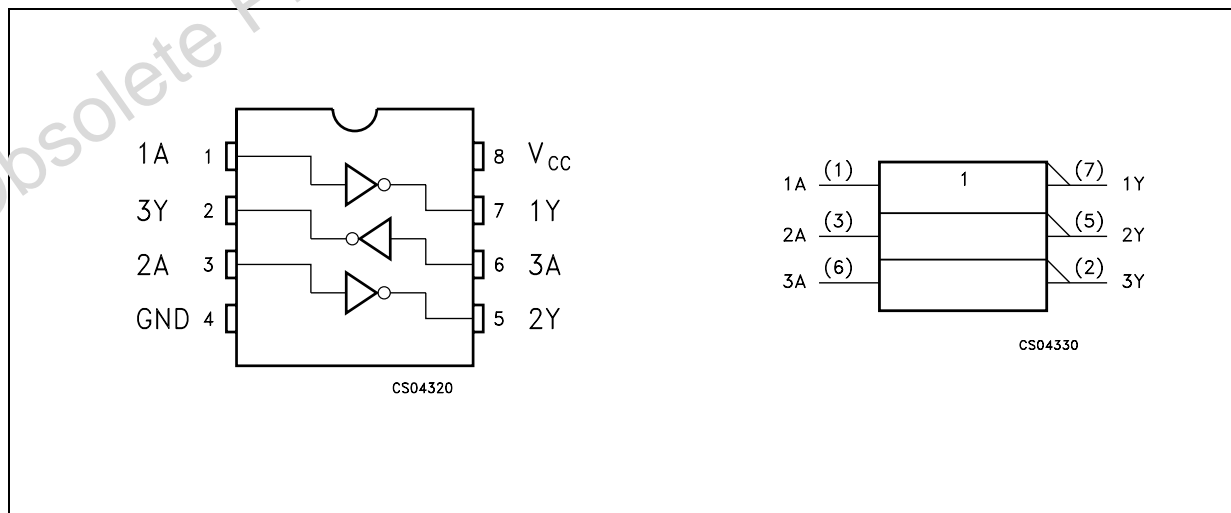 Obsolete P
1A 1
8 VCC
3Y 2
7 1Y
2A 3
6 3A
GND 4
5 2Y
CS04320
1A (1)
1
(7) 1Y
2A (3)
(5) 2Y
3A (6)
(2) 3Y
CS04330